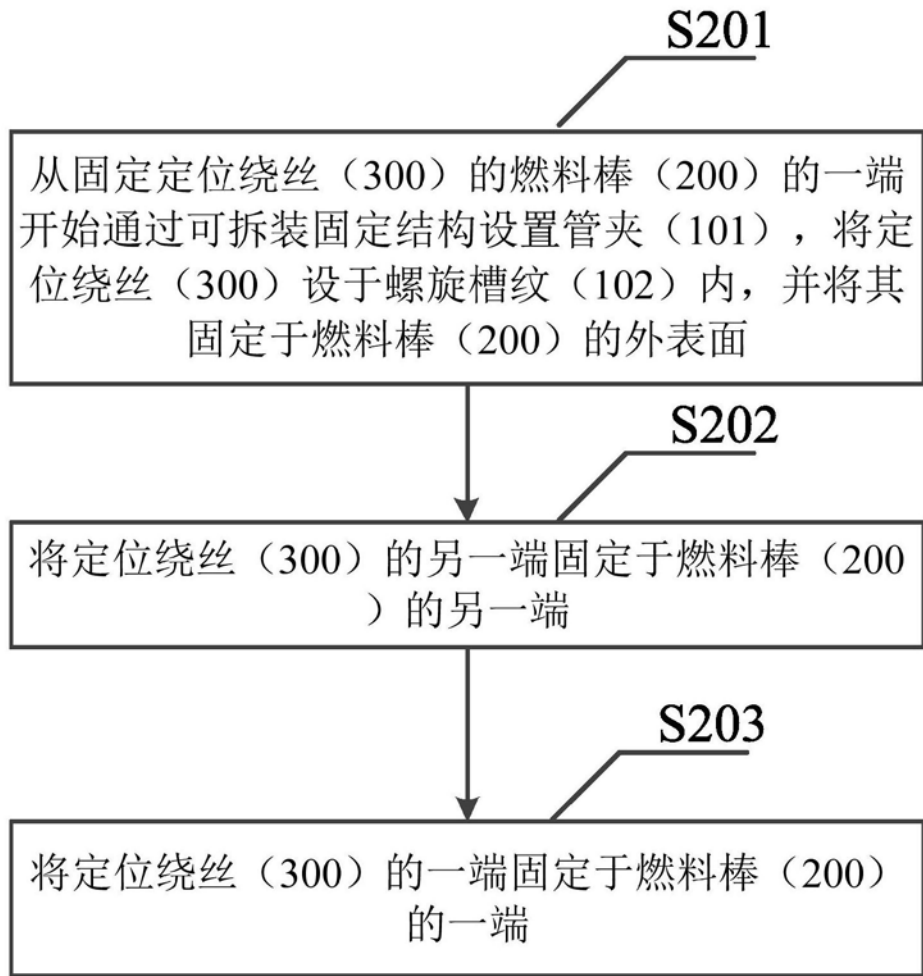 S201
从固定定位绕丝（300）的燃料棒（200）的一端
开始通过可拆装固定结构设置管夹（101），将定
位绕丝（300）设于螺旋槽纹（102）内，并将其
固定于燃料棒（200）的外表面
S202
将定位绕丝（300）的另一端固定于燃料棒（200
）的另一端
S203
将定位绕丝（300）的一端固定于燃料棒（200）
的一端